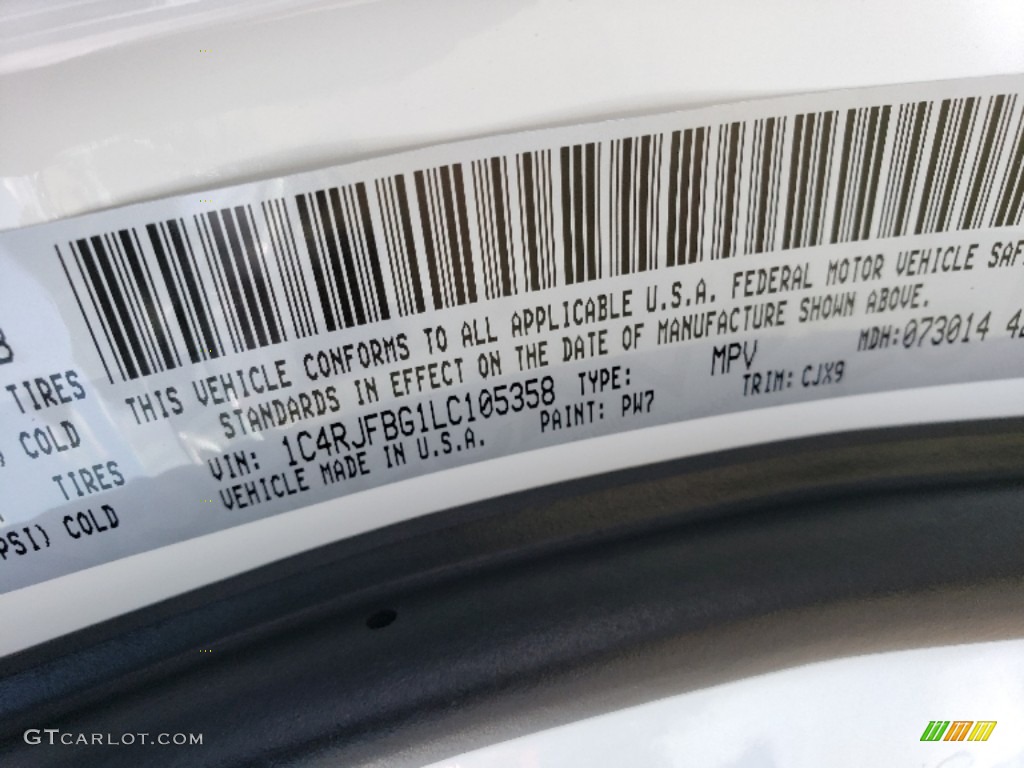 TIRES
COLD
TIRES
PSI) COLD
THIS VEHICLE CONFORMS TO ALL APPLICABLE U.S.A. FEDERAL MOTOR VEHICLE
STANDARDS IN EFFECT ON THE DATE OF MANUFACTURE SHOWN ABOVE.
VIN: 1C4RJFBG1LC105358 TYPE: MPV MDH:073014
VEHICLE MADE IN U.S.A. PAINT: PW7 TRIM: CJX9
GTCARLOT.COM